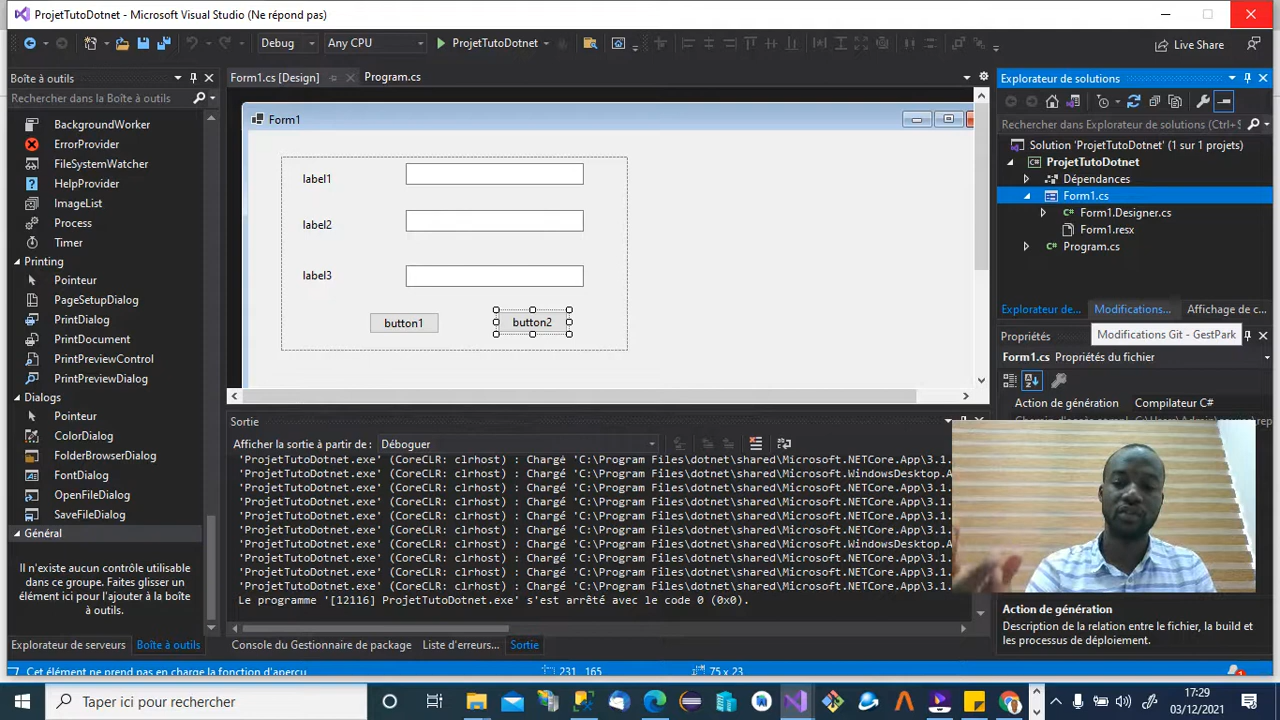 ProjetTutoDotnet - Microsoft Visual Studio (Ne répond pas)
Debug
Any CPU
ProjetTutoDotnet
Live Share
Boîte à outils
Rechercher dans la Boîte à outils
BackgroundWorker
ErrorProvider
FileSystemWatcher
HelpProvider
ImageList
Process
Timer
Printing
Pointeur
PageSetupDialog
PrintDialog
PrintDocument
PrintPreviewControl
PrintPreviewDialog
Dialogs
Pointeur
ColorDialog
FolderBrowserDialog
FontDialog
OpenFileDialog
SaveFileDialog
Général
Il n'existe aucun contrôle utilisable
dans ce groupe. Faites glisser un
élément ici pour l'ajouter à la boîte
à outils.
Explorateur de serveurs
Boîte à outils
Form1.cs [Design]
Program.cs
Form1
label1
label2
label3
button1
button2
Sortie
Afficher la sortie à partir de :
Déboguer
'ProjetTutoDotnet.exe' (CoreCLR: clrhost) : Chargé 'C:\Program Files\dotnet\shared\Microsoft.NETCore.App\3.1.
'ProjetTutoDotnet.exe' (CoreCLR: clrhost) : Chargé 'C:\Program Files\dotnet\shared\Microsoft.WindowsDesktop.A
'ProjetTutoDotnet.exe' (CoreCLR: clrhost) : Chargé 'C:\Program Files\dotnet\shared\Microsoft.NETCore.App\3.1.
'ProjetTutoDotnet.exe' (CoreCLR: clrhost) : Chargé 'C:\Program Files\dotnet\shared\Microsoft.NETCore.App\3.1.
'ProjetTutoDotnet.exe' (CoreCLR: clrhost) : Chargé 'C:\Program Files\dotnet\shared\Microsoft.NETCore.App\3.1.
'ProjetTutoDotnet.exe' (CoreCLR: clrhost) : Chargé 'C:\Program Files\dotnet\shared\Microsoft.NETCore.App\3.1.
'ProjetTutoDotnet.exe' (CoreCLR: clrhost) : Chargé 'C:\Program Files\dotnet\shared\Microsoft.WindowsDesktop.A
'ProjetTutoDotnet.exe' (CoreCLR: clrhost) : Chargé 'C:\Program Files\dotnet\shared\Microsoft.NETCore.App\3.1.
'ProjetTutoDotnet.exe' (CoreCLR: clrhost) : Chargé 'C:\Program Files\dotnet\shared\Microsoft.NETCore.App\3.1.
'ProjetTutoDotnet.exe' (CoreCLR: clrhost) : Chargé 'C:\Program Files\dotnet\shared\Microsoft.NETCore.App\3.1.
Le programme '[12116] ProjetTutoDotnet.exe' s'est arrêté avec le code 0 (0x0).
Console du Gestionnaire de package
Liste d'erreurs...
Sortie
Explorateur de solutions
Rechercher dans Explorateur de solutions (Ctrl+$
Solution 'ProjetTutoDotnet' (1 sur 1 projets)
ProjetTutoDotnet
Dépendances
Form1.cs
Form1.Designer.cs
Form1.resx
Program.cs
Explorateur de...
Modifications...
Affichage de c...
Modifications Git - GestPark
Propriétés
Form1.cs Propriétés du fichier
Action de génération
Compilateur C#
Action de génération
Description de la relation entre le fichier, la build et
les processus de déploiement.
Cet élément ne prend pas en charge la fonction d'aperçu
231 , 165
75 x 23
Taper ici pour rechercher
17:29
03/12/2021